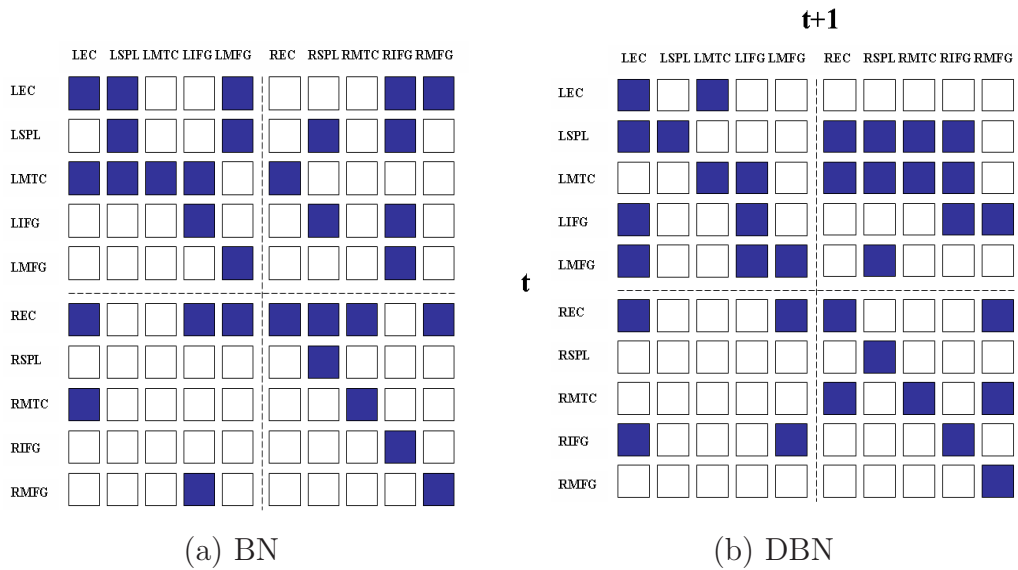 t+1
LEC LSPL LMTC LIFG LMFG REC RSPL RMTC RIFG RMFG
LEC
LSPL
LMTC
LIFG
LMFG
REC
RSPL
RMTC
RIFG
RMFG
(a) BN
t
LEC LSPL LMTC LIFG LMFG REC RSPL RMTC RIFG RMFG
LEC
LSPL
LMTC
LIFG
LMFG
REC
RSPL
RMTC
RIFG
RMFG
(b) DBN